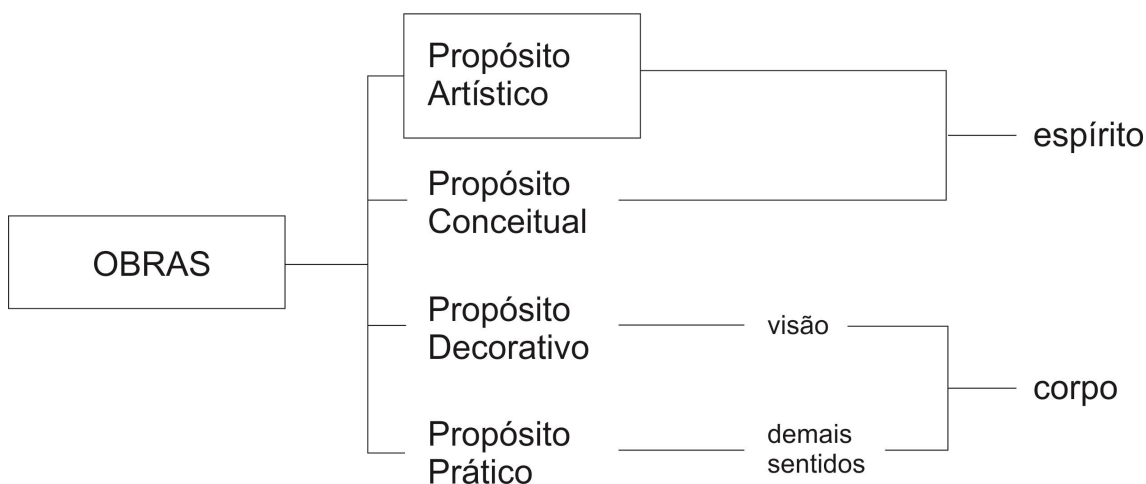 Propósito
Artístico
espírito
Propósito
Conceitual
OBRAS
Propósito
Decorativo
visão
corpo
Propósito
Prático
demais
sentidos